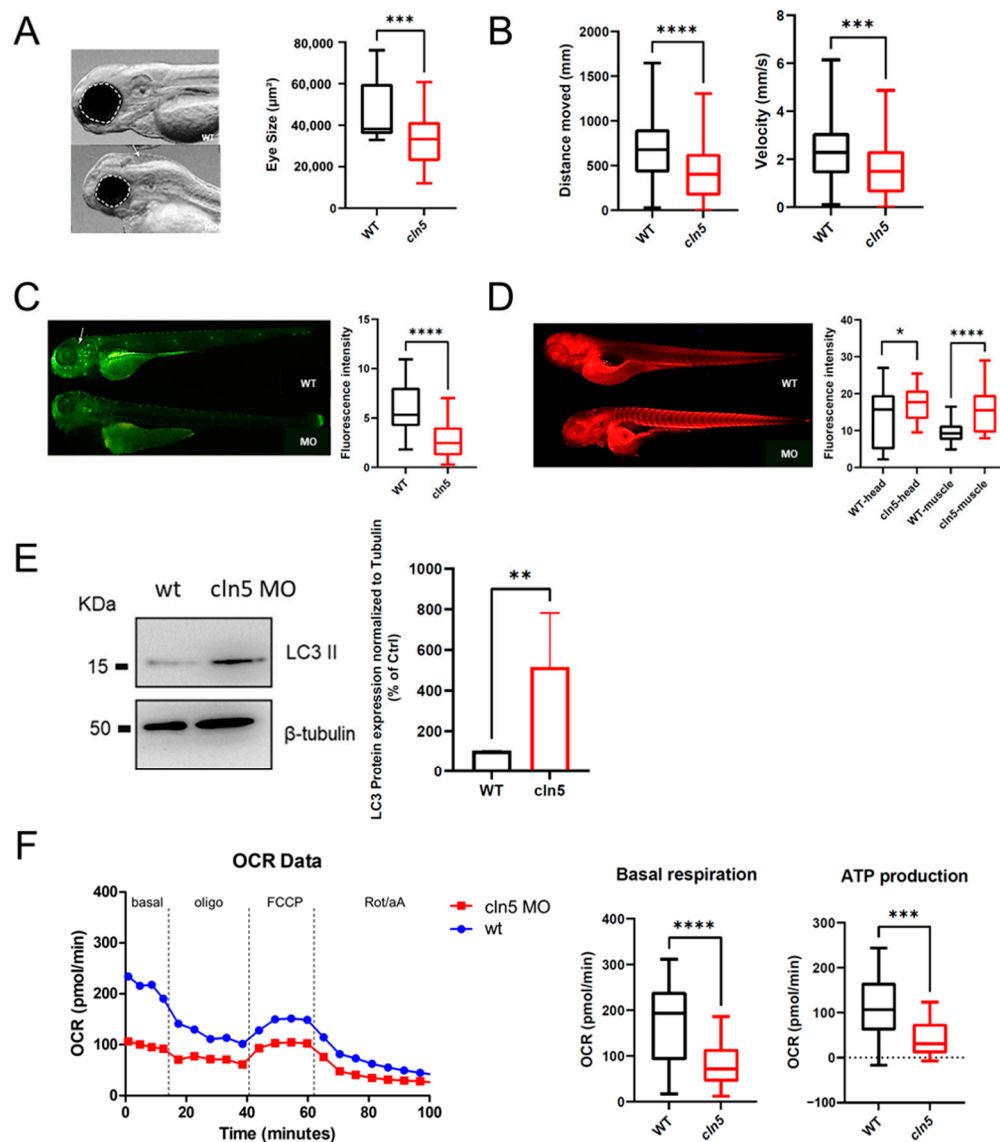 A
WT
MO
***
80,000
60,000
40,000
20,000
0
Eye Size (µm²)
WT
cln5
B
****
2000
1500
1000
500
0
Distance moved (mm)
WT
cln5
***
8
6
4
2
0
Velocity (mm/s)
WT
cln5
C
WT
MO
****
15
10
5
0
Fluorescence intensity
WT
cln5
D
WT
MO
*
****
40
30
20
10
0
Fluorescence intensity
WT-head
cln5-head
WT-muscle
cln5-muscle
E
wt cln5 MO
KDa
15
LC3 II
50
β-tubulin
**
1000
800
600
400
200
0
LC3 Protein expression normalized to Tubulin
(% of Ctrl)
WT
cln5
F
OCR Data
basal oligo FCCP Rot/aA
400
300
200
100
0
OCR (pmol/min)
0 20 40 60 80 100
Time (minutes)
cln5 MO
wt
Basal respiration
****
400
300
200
100
0
OCR (pmol/min)
WT
cln5
ATP production
***
300
200
100
0
−100
OCR (pmol/min)
WT
cln5